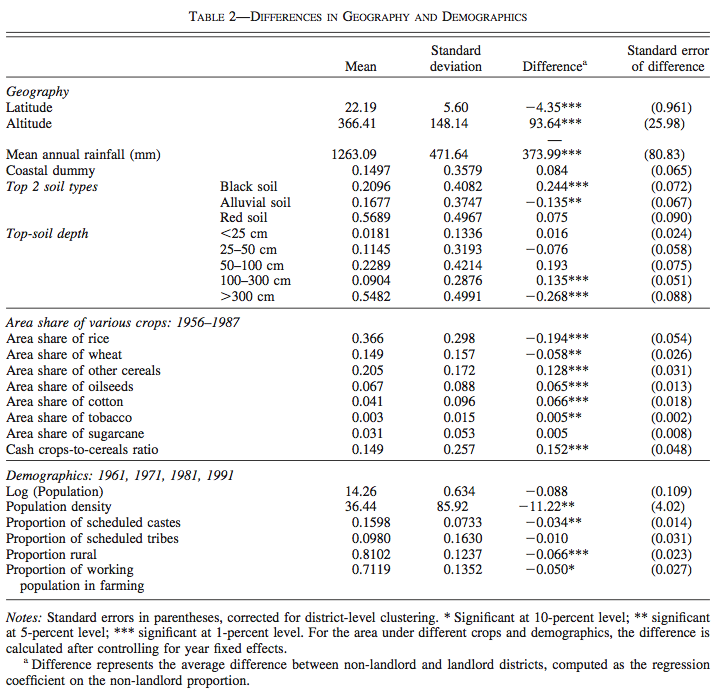 TABLE 2—DIFFERENCES IN GEOGRAPHY AND DEMOGRAPHICS
Mean Standard deviation Differenceᵃ Standard error of difference
Geography
Latitude 22.19 5.60 −4.35*** (0.961)
Altitude 366.41 148.14 93.64*** (25.98)
—
Mean annual rainfall (mm) 1263.09 471.64 373.99*** (80.83)
Coastal dummy 0.1497 0.3579 0.084 (0.065)
Top 2 soil types Black soil 0.2096 0.4082 0.244*** (0.072)
Alluvial soil 0.1677 0.3747 −0.135** (0.067)
Red soil 0.5689 0.4967 0.075 (0.090)
Top-soil depth <25 cm 0.0181 0.1336 0.016 (0.024)
25–50 cm 0.1145 0.3193 −0.076 (0.058)
50–100 cm 0.2289 0.4214 0.193 (0.075)
100–300 cm 0.0904 0.2876 0.135*** (0.051)
>300 cm 0.5482 0.4991 −0.268*** (0.088)
Area share of various crops: 1956–1987
Area share of rice 0.366 0.298 −0.194*** (0.054)
Area share of wheat 0.149 0.157 −0.058** (0.026)
Area share of other cereals 0.205 0.172 0.128*** (0.031)
Area share of oilseeds 0.067 0.088 0.065*** (0.013)
Area share of cotton 0.041 0.096 0.066*** (0.018)
Area share of tobacco 0.003 0.015 0.005** (0.002)
Area share of sugarcane 0.031 0.053 0.005 (0.008)
Cash crops-to-cereals ratio 0.149 0.257 0.152*** (0.048)
Demographics: 1961, 1971, 1981, 1991
Log (Population) 14.26 0.634 −0.088 (0.109)
Population density 36.44 85.92 −11.22** (4.02)
Proportion of scheduled castes 0.1598 0.0733 −0.034** (0.014)
Proportion of scheduled tribes 0.0980 0.1630 −0.010 (0.031)
Proportion rural 0.8102 0.1237 −0.066*** (0.023)
Proportion of working 0.7119 0.1352 −0.050* (0.027)
population in farming
Notes: Standard errors in parentheses, corrected for district-level clustering. * Significant at 10-percent level; ** significant
at 5-percent level; *** significant at 1-percent level. For the area under different crops and demographics, the difference is
calculated after controlling for year fixed effects.
ᵃ Difference represents the average difference between non-landlord and landlord districts, computed as the regression
coefficient on the non-landlord proportion.